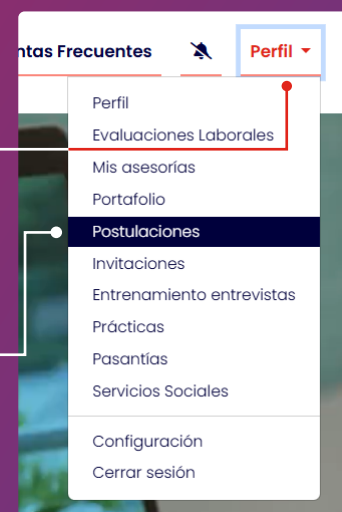 ntas Frecuentes
Perfil
Perfil
Evaluaciones Laborales
Mis asesorías
Portafolio
Postulaciones
Invitaciones
Entrenamiento entrevistas
Prácticas
Pasantías
Servicios Sociales
Configuración
Cerrar sesión